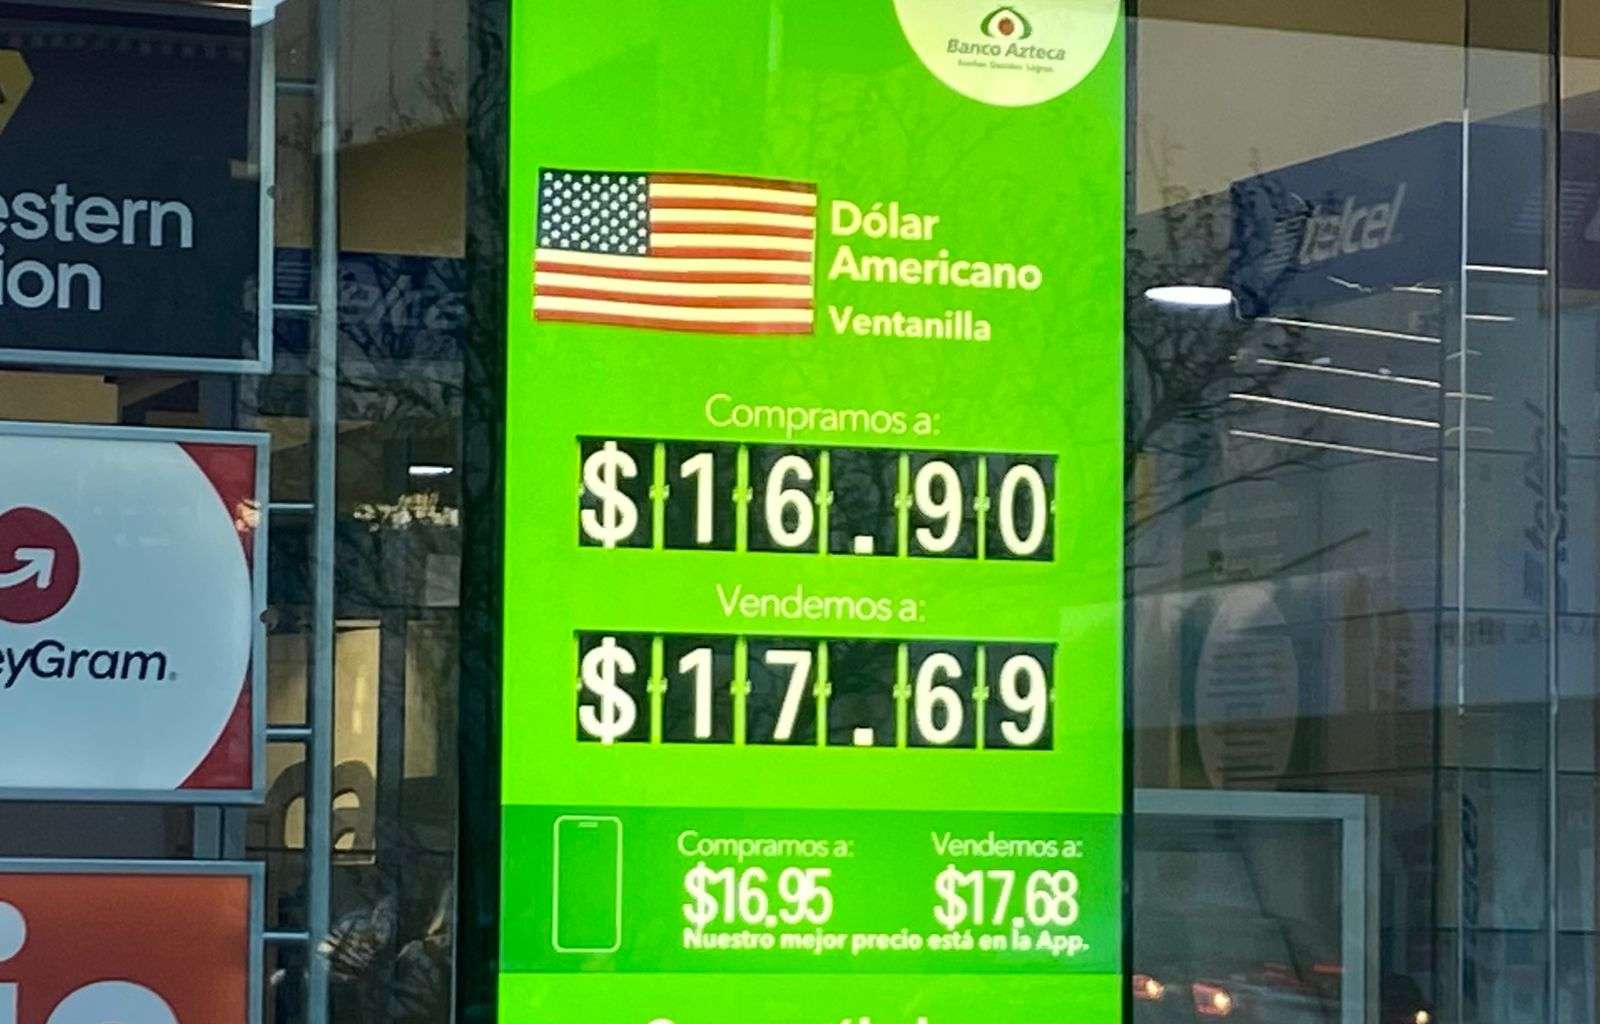 Banco Azteca
estern
ion
Dólar
Americano
Ventanilla
telcel
Compramos a:
$16.90
Vendemos a:
$17.69
eyGram.
Compramos a: Vendemos a:
$16.95 $17.68
Nuestro mejor precio está en la App.